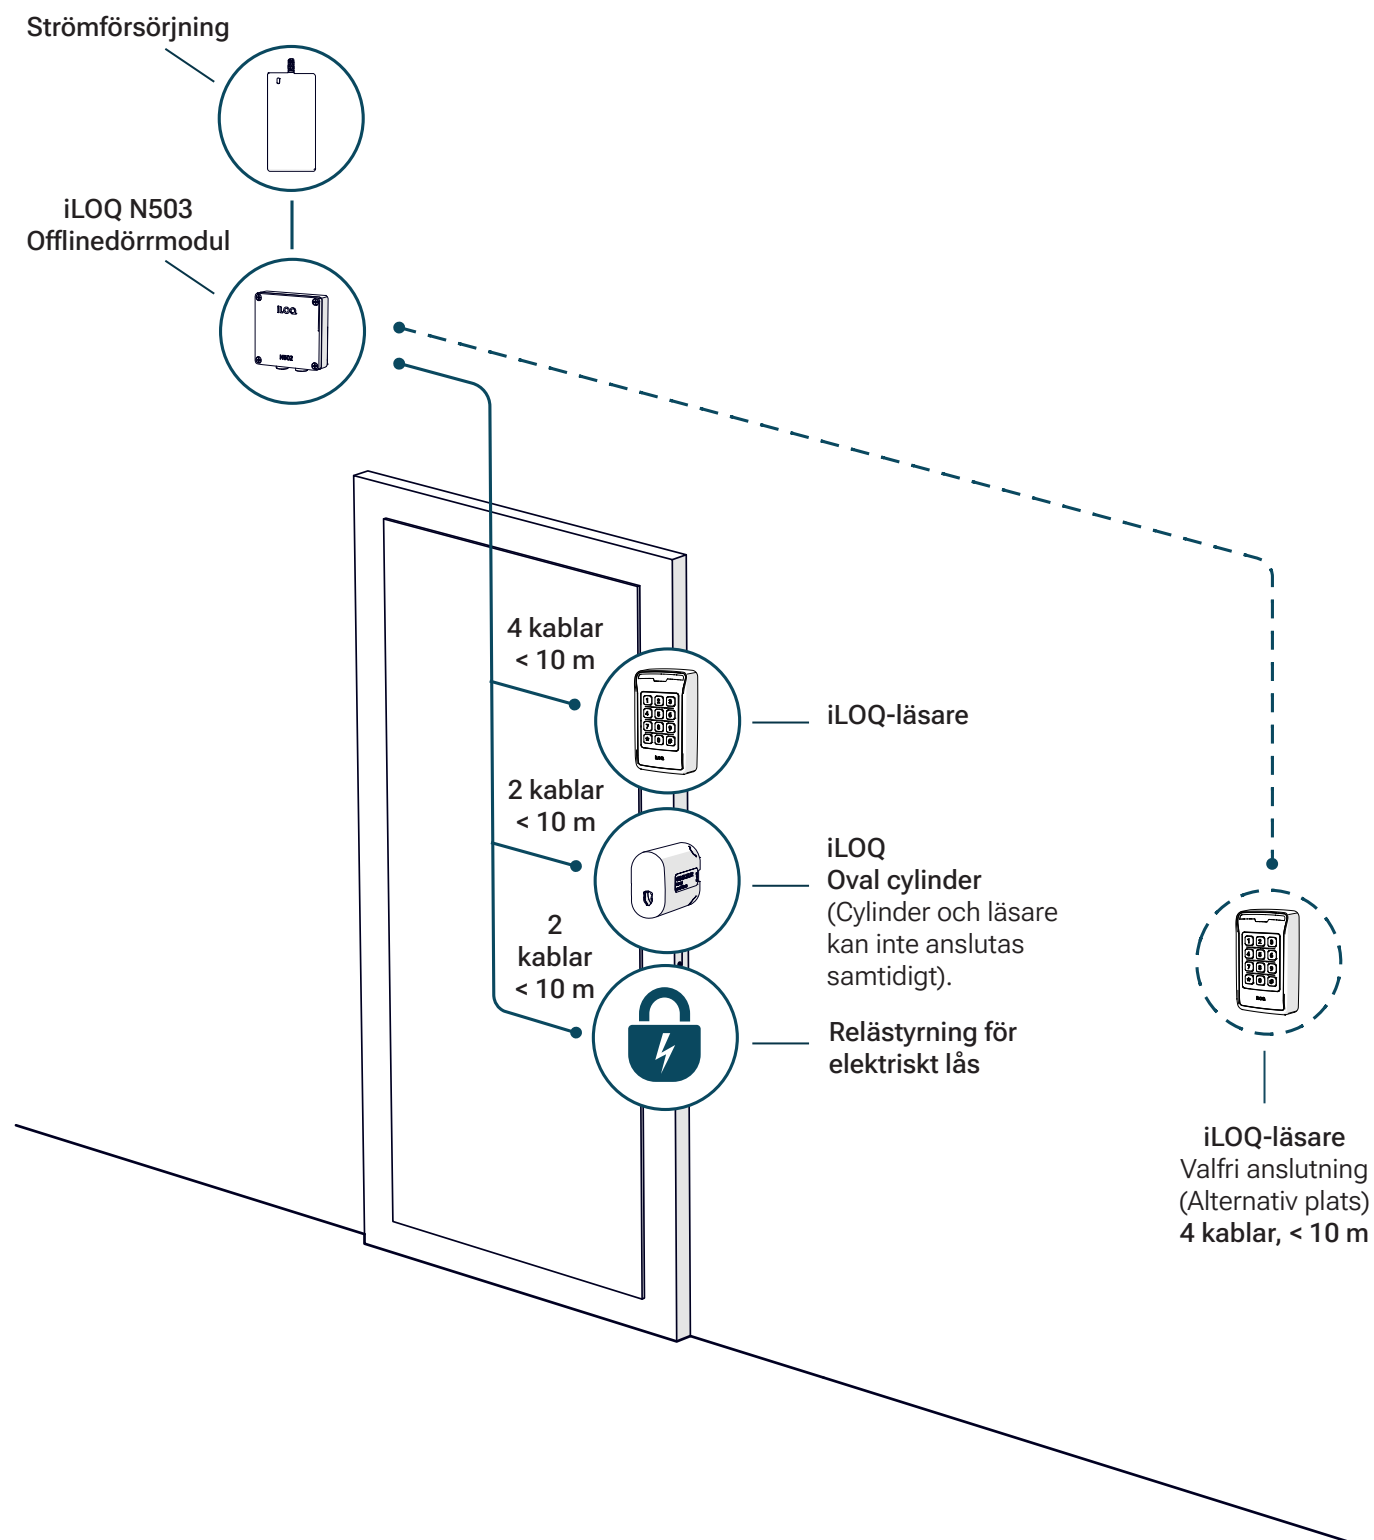 Strömförsörjning
iLOQ N503
Offlinedörrmodul
iLOQ
N502
4 kablar
< 10 m
iLOQ-läsare
2 kablar
< 10 m
iLOQ
Oval cylinder
(Cylinder och läsare
kan inte anslutas
samtidigt).
2
kablar
< 10 m
Relästyrning för
elektriskt lås
iLOQ-läsare
Valfri anslutning
(Alternativ plats)
4 kablar, < 10 m